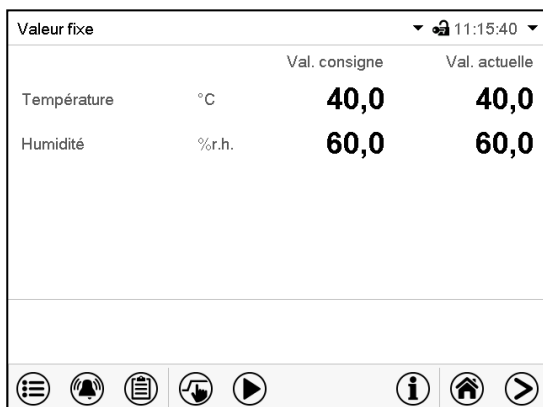 Valeur fixe 11:15:40
Val. consigne Val. actuelle
Température °C 40,0 40,0
Humidité %r.h. 60,0 60,0